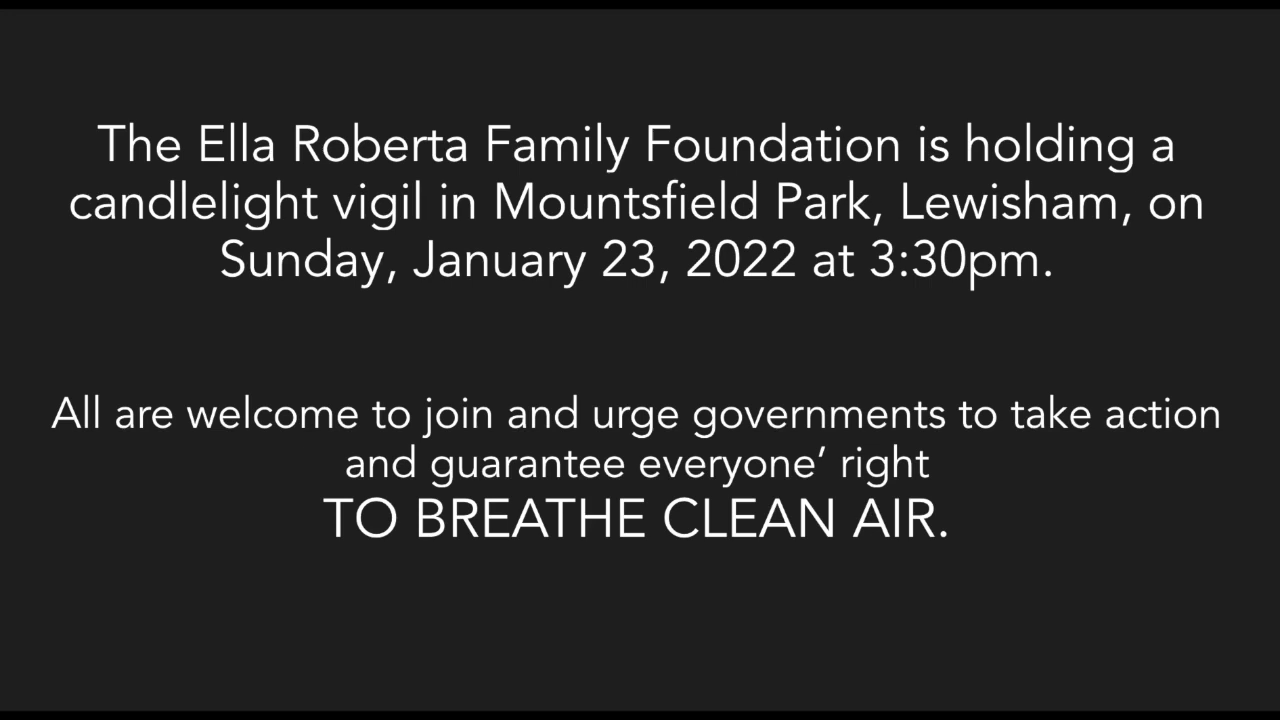 The Ella Roberta Family Foundation is holding a
candlelight vigil in Mountsfield Park, Lewisham, on
Sunday, January 23, 2022 at 3:30pm.
All are welcome to join and urge governments to take action
and guarantee everyone’ right
TO BREATHE CLEAN AIR.